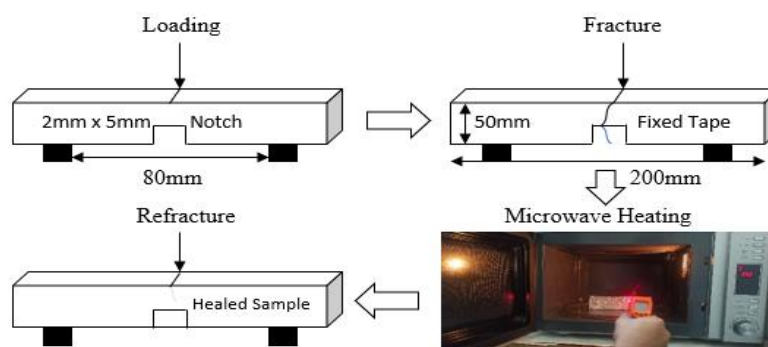 Loading
Fracture
2mm x 5mm Notch
50mm
Fixed Tape
80mm
200mm
Refracture
Microwave Heating
Healed Sample